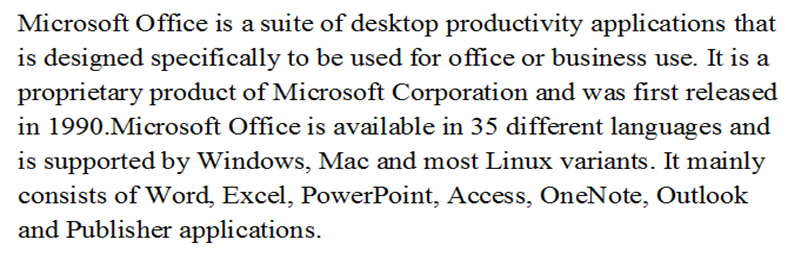 Microsoft Office is a suite of desktop productivity applications that
is designed specifically to be used for office or business use. It is a
proprietary product of Microsoft Corporation and was first released
in 1990.Microsoft Office is available in 35 different languages and
is supported by Windows, Mac and most Linux variants. It mainly
consists of Word, Excel, PowerPoint, Access, OneNote, Outlook
and Publisher applications.